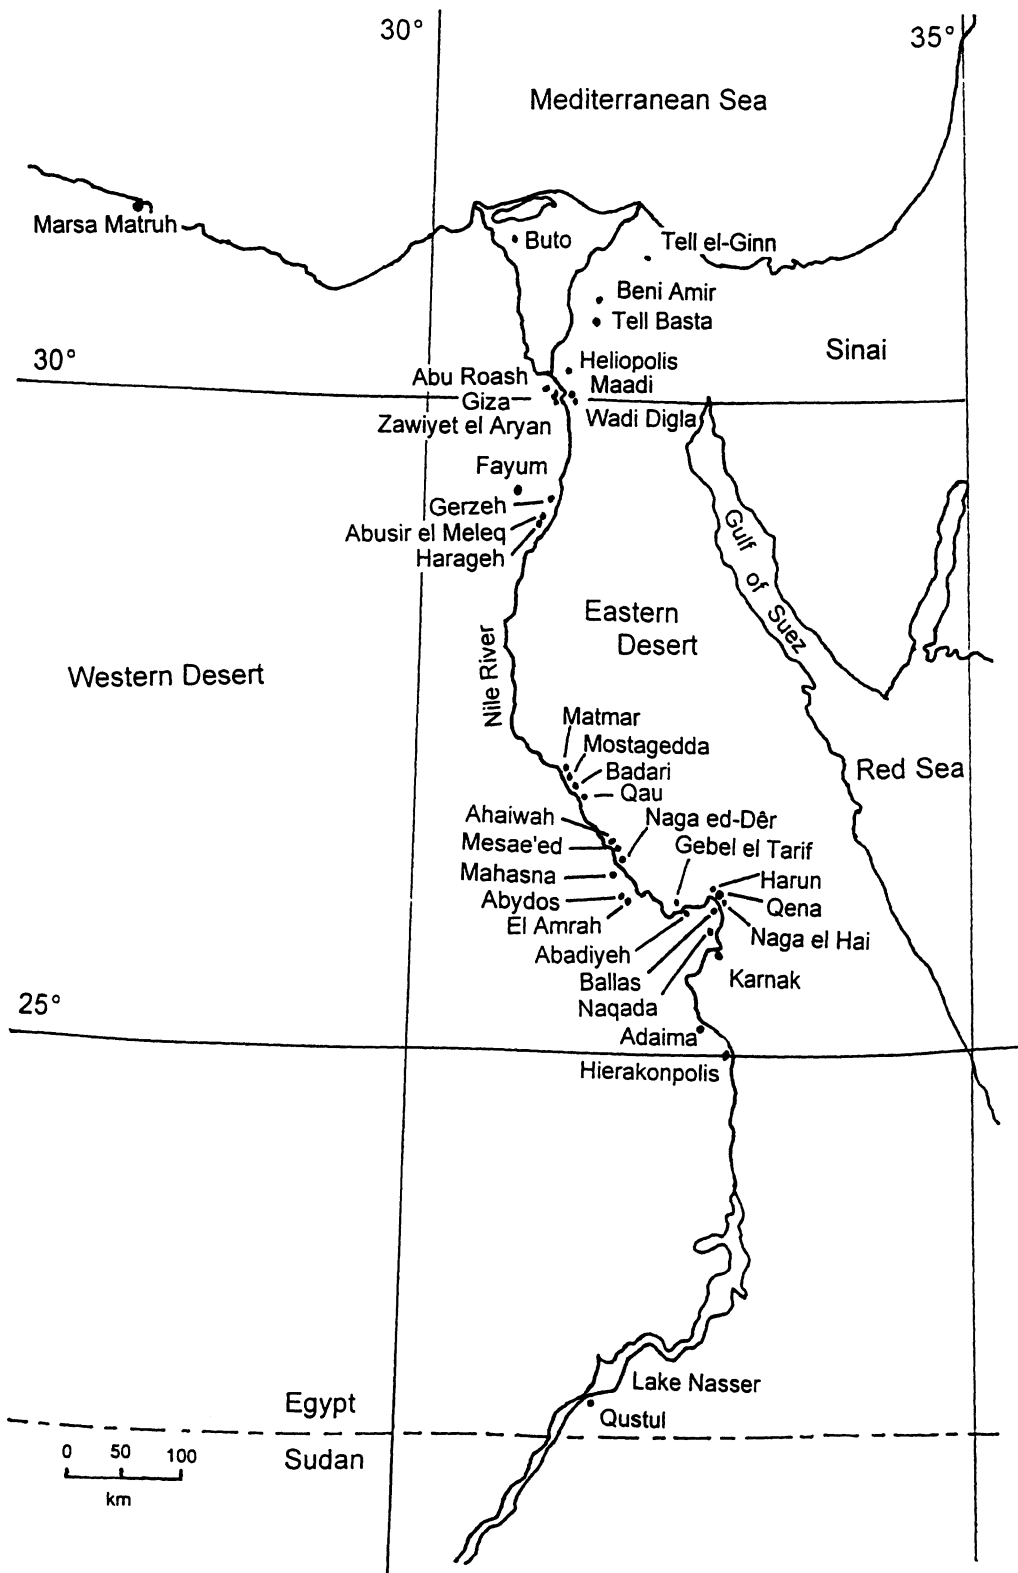 30°
35°
Mediterranean Sea
Marsa Matruh
Buto
Tell el-Ginn
Beni Amir
Tell Basta
Sinai
30°
Heliopolis
Abu Roash
Maadi
Giza
Wadi Digla
Zawiyet el Aryan
Fayum
Gerzeh
Abusir el Meleq
Harageh
Gulf of Suez
Eastern
Desert
Nile River
Western Desert
Matmar
Mostagedda
Badari
Red Sea
Qau
Ahaiwah
Naga ed-Dêr
Mesae'ed
Gebel el Tarif
Mahasna
Harun
Abydos
Qena
El Amrah
Naga el Hai
Abadiyeh
Ballas
Karnak
Naqada
25°
Adaima
Hierakonpolis
Lake Nasser
Egypt
Qustul
Sudan
0 50 100
km